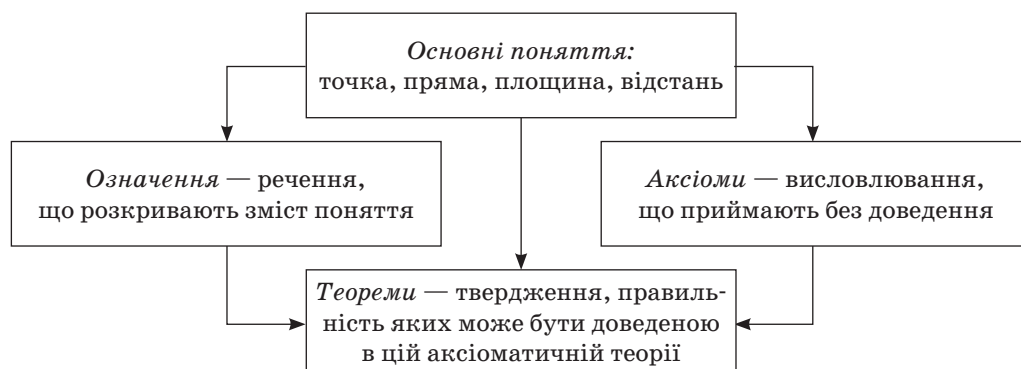 Основні поняття:
точка, пряма, площина, відстань
Означення — речення,
що розкривають зміст поняття
Аксіоми — висловлювання,
що приймають без доведення
Теореми — твердження, правиль-
ність яких може бути доведеною
в цій аксіоматичній теорії